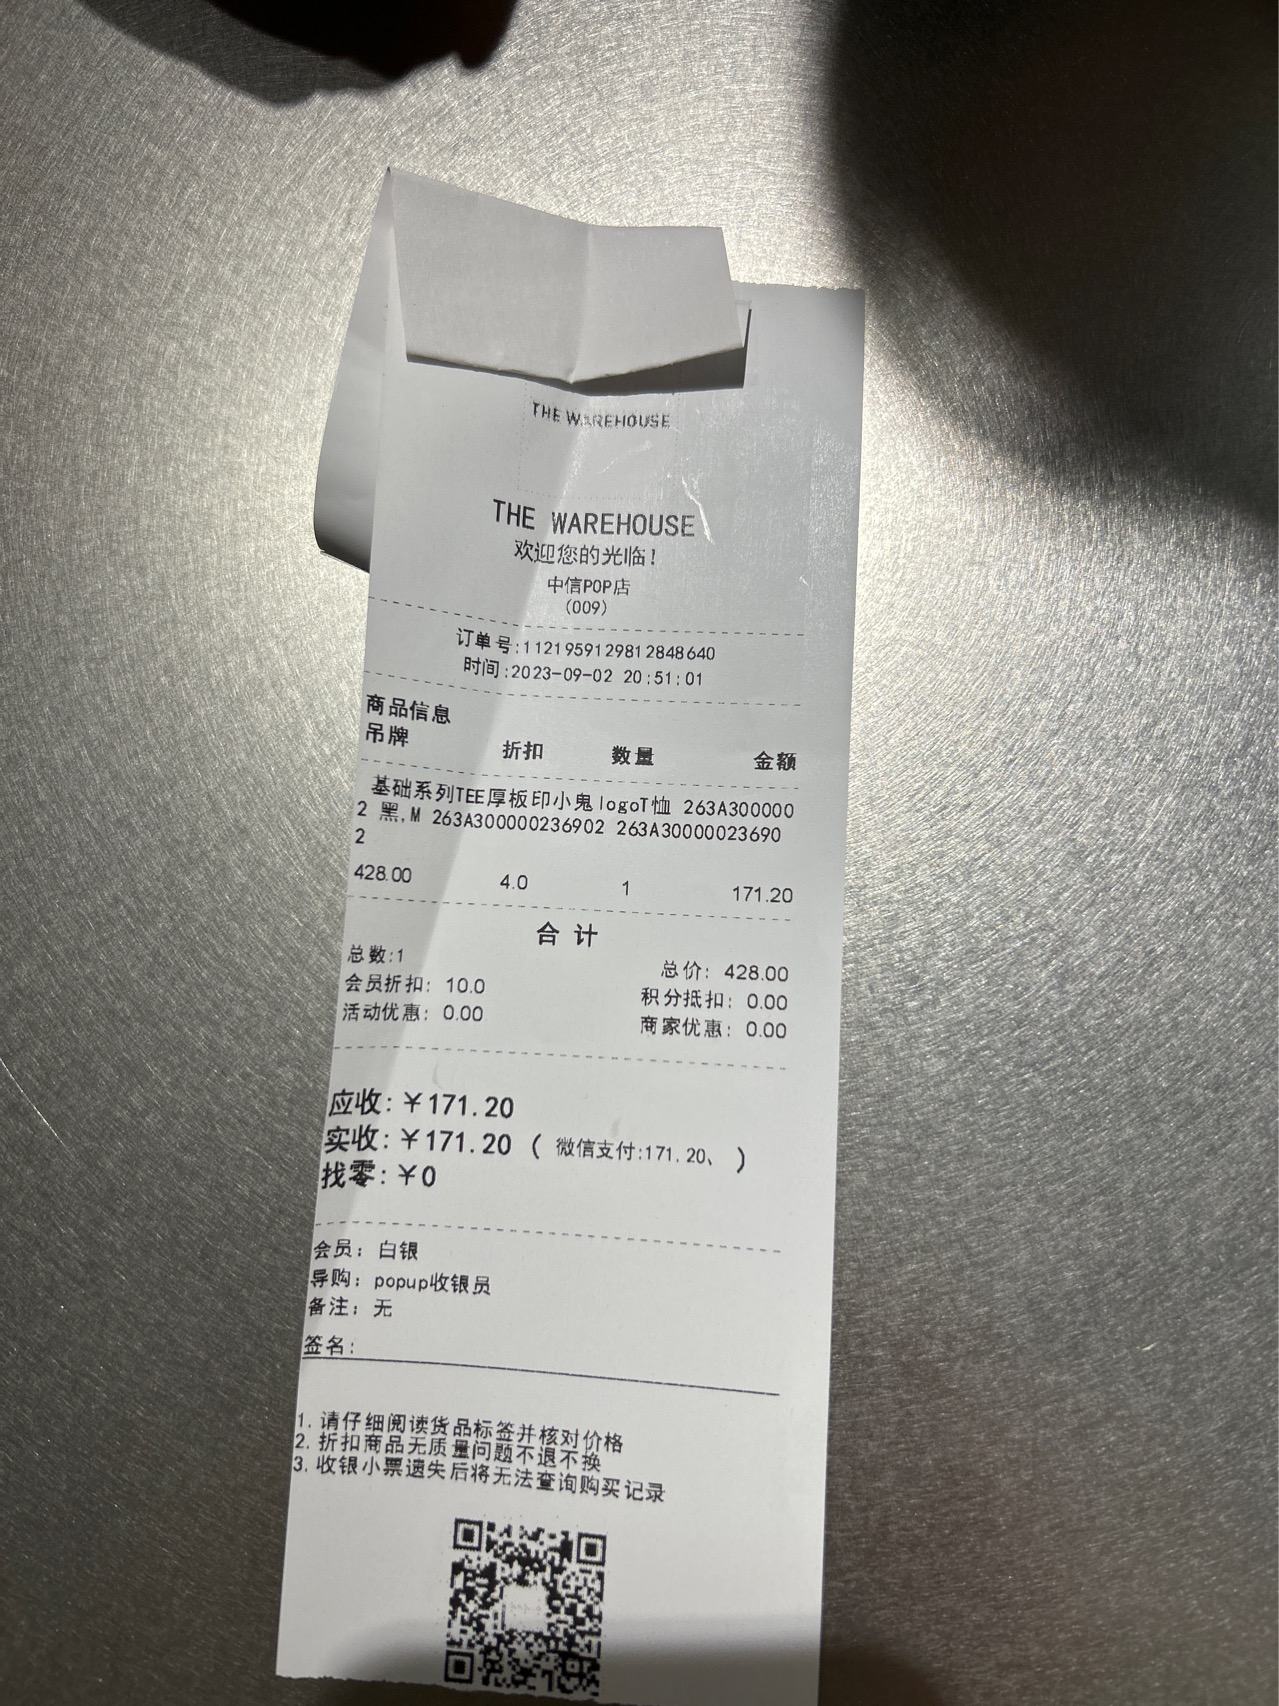 THE WAREHOUSE
THE WAREHOUSE
欢迎您的光临!
中信POP店
(009)
订单号:1121959129812848640
时间:2023-09-02 20:51:01
商品信息
吊牌 折扣 数量 金额
基础系列TEE厚板印小鬼logoT恤 263A300000
2 黑,M 263A300000236902 263A30000023690
2
428.00 4.0 1 171.20
合计
总数:1 总价: 428.00
会员折扣: 10.0 积分抵扣: 0.00
活动优惠: 0.00 商家优惠: 0.00
应收:￥171.20
实收:￥171.20 ( 微信支付:171.20、 )
找零:￥0
会员: 白银
导购: popup收银员
备注: 无
签名:
1. 请仔细阅读货品标签并核对价格
2. 折扣商品无质量问题不退不换
3. 收银小票遗失后将无法查询购买记录